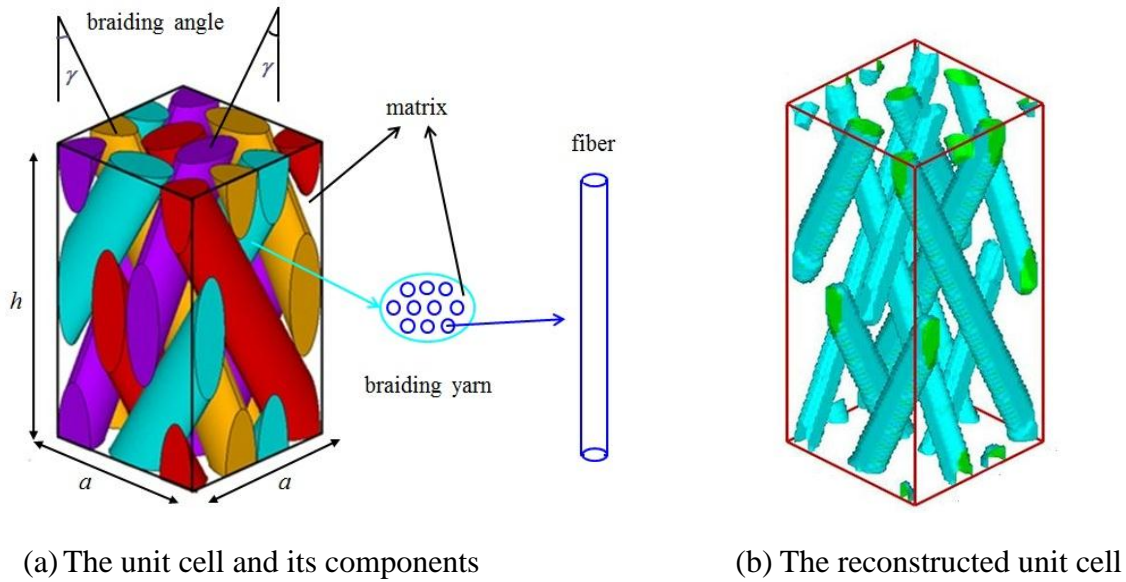 braiding angle
γ
γ
matrix
fiber
h
braiding yarn
a
a
(a) The unit cell and its components
(b) The reconstructed unit cell